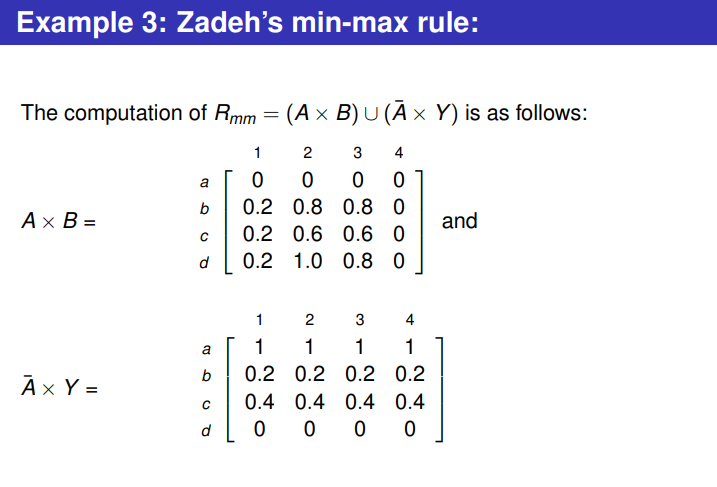 Example 3: Zadeh's min-max rule:
The computation of Rmm = (A × B) ∪ (Ā × Y) is as follows:
1 2 3 4
a 0 0 0 0
b 0.2 0.8 0.8 0
A × B =
and
c 0.2 0.6 0.6 0
d 0.2 1.0 0.8 0
1 2 3 4
a 1 1 1 1
b 0.2 0.2 0.2 0.2
Ā × Y =
c 0.4 0.4 0.4 0.4
d 0 0 0 0